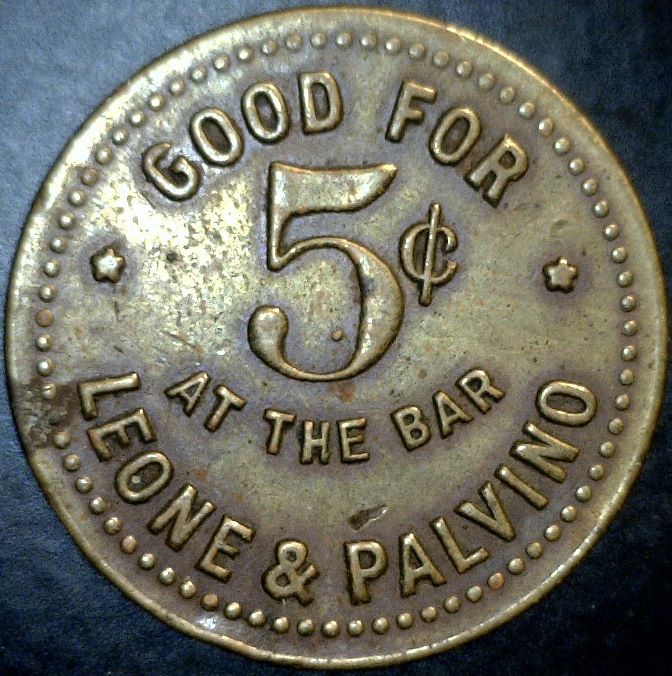 GOOD FOR
5¢
AT THE BAR
LEONE & PALVINO